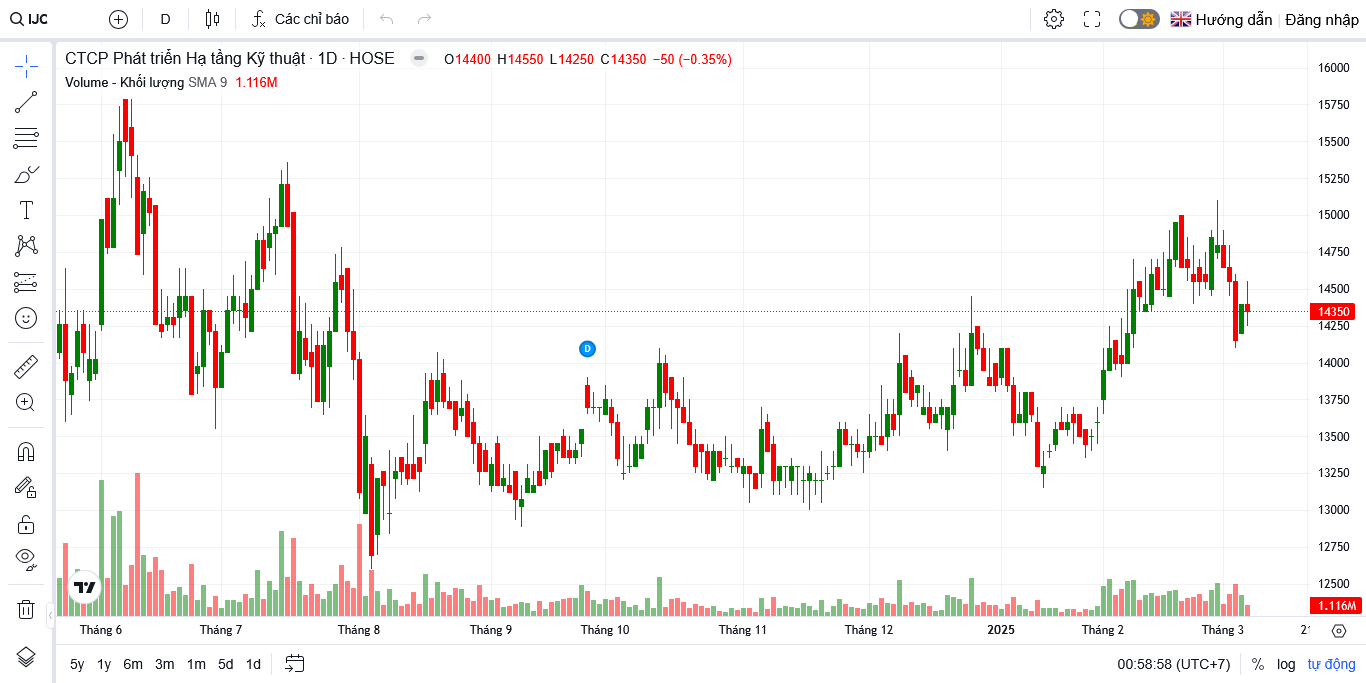 IJC D Các chỉ báo Hướng dẫn Đăng nhập
CTCP Phát triển Hạ tầng Kỹ thuật · 1D · HOSE O14400 H14550 L14250 C14350 −50 (−0.35%)
Volume - Khối lượng SMA 9 1.116M
16000
15750
15500
15250
15000
14750
14500
14350
14250
14000
13750
13500
13250
13000
12750
12500
1.116M
D
Tháng 6 Tháng 7 Tháng 8 Tháng 9 Tháng 10 Tháng 11 Tháng 12 2025 Tháng 2 Tháng 3
5y 1y 6m 3m 1m 5d 1d 00:58:58 (UTC+7) % log tự động